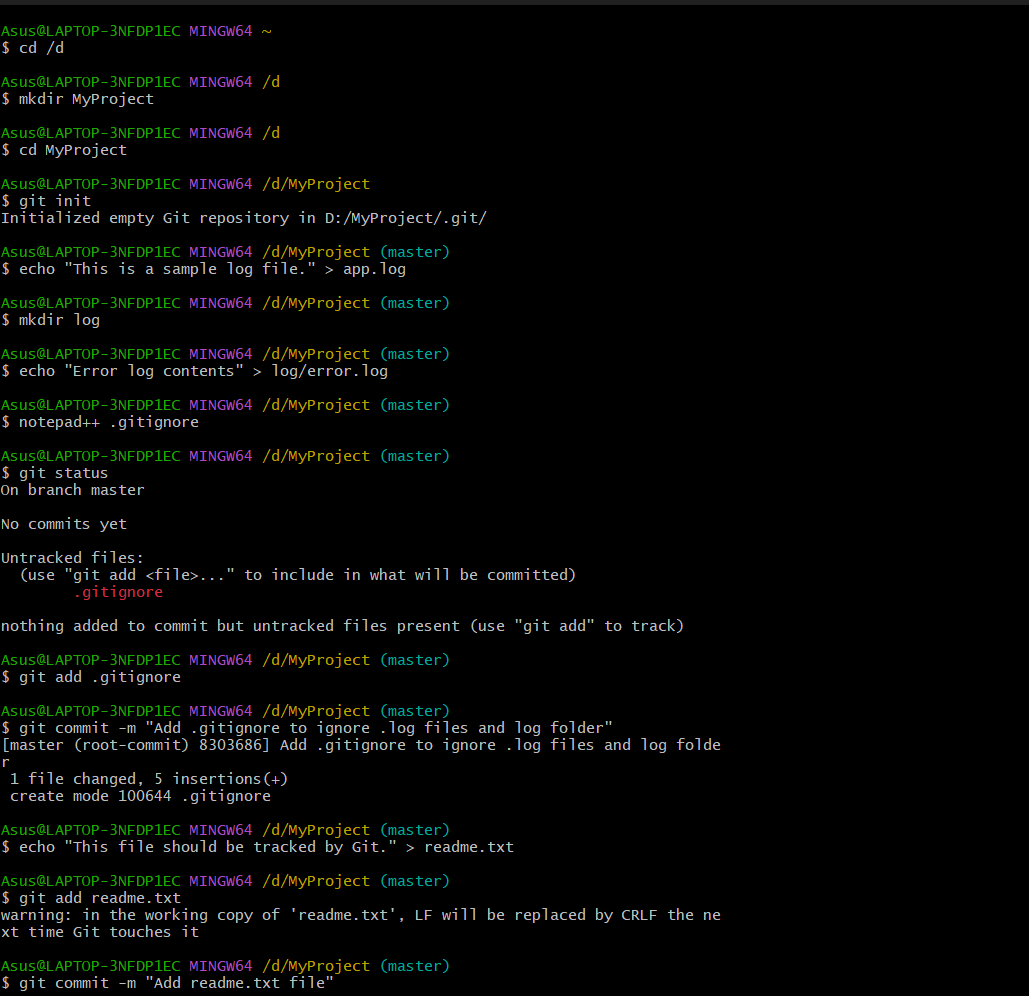 Asus@LAPTOP-3NFDP1EC MINGW64 ~
$ cd /d
Asus@LAPTOP-3NFDP1EC MINGW64 /d
$ mkdir MyProject
Asus@LAPTOP-3NFDP1EC MINGW64 /d
$ cd MyProject
Asus@LAPTOP-3NFDP1EC MINGW64 /d/MyProject
$ git init
Initialized empty Git repository in D:/MyProject/.git/
Asus@LAPTOP-3NFDP1EC MINGW64 /d/MyProject (master)
$ echo "This is a sample log file." > app.log
Asus@LAPTOP-3NFDP1EC MINGW64 /d/MyProject (master)
$ mkdir log
Asus@LAPTOP-3NFDP1EC MINGW64 /d/MyProject (master)
$ echo "Error log contents" > log/error.log
Asus@LAPTOP-3NFDP1EC MINGW64 /d/MyProject (master)
$ notepad++ .gitignore
Asus@LAPTOP-3NFDP1EC MINGW64 /d/MyProject (master)
$ git status
On branch master
No commits yet
Untracked files:
  (use "git add <file>..." to include in what will be committed)
        .gitignore
nothing added to commit but untracked files present (use "git add" to track)
Asus@LAPTOP-3NFDP1EC MINGW64 /d/MyProject (master)
$ git add .gitignore
Asus@LAPTOP-3NFDP1EC MINGW64 /d/MyProject (master)
$ git commit -m "Add .gitignore to ignore .log files and log folder"
[master (root-commit) 8303686] Add .gitignore to ignore .log files and log folde
r
 1 file changed, 5 insertions(+)
 create mode 100644 .gitignore
Asus@LAPTOP-3NFDP1EC MINGW64 /d/MyProject (master)
$ echo "This file should be tracked by Git." > readme.txt
Asus@LAPTOP-3NFDP1EC MINGW64 /d/MyProject (master)
$ git add readme.txt
warning: in the working copy of 'readme.txt', LF will be replaced by CRLF the ne
xt time Git touches it
Asus@LAPTOP-3NFDP1EC MINGW64 /d/MyProject (master)
$ git commit -m "Add readme.txt file"